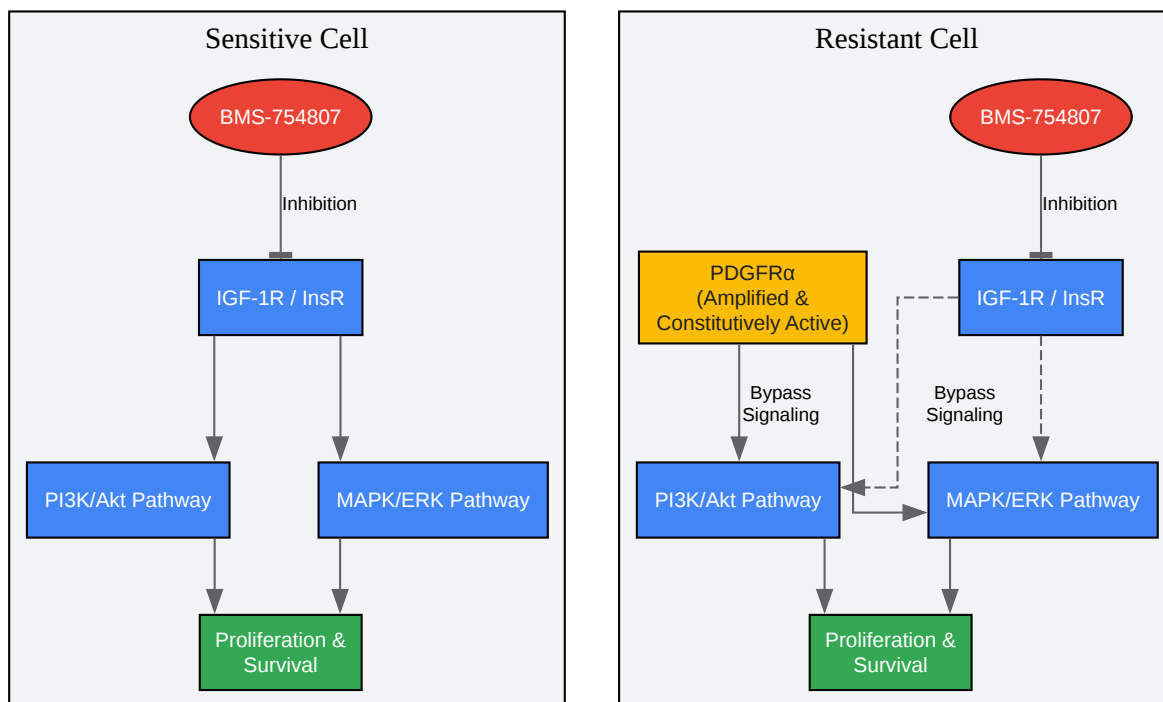 Sensitive Cell
BMS-754807
Inhibition
IGF-1R / InsR
PI3K/Akt Pathway
MAPK/ERK Pathway
Proliferation &
Survival
Resistant Cell
BMS-754807
Inhibition
PDGFRα
(Amplified &
Constitutively Active)
IGF-1R / InsR
Bypass
Signaling
Bypass
Signaling
PI3K/Akt Pathway
MAPK/ERK Pathway
Proliferation &
Survival